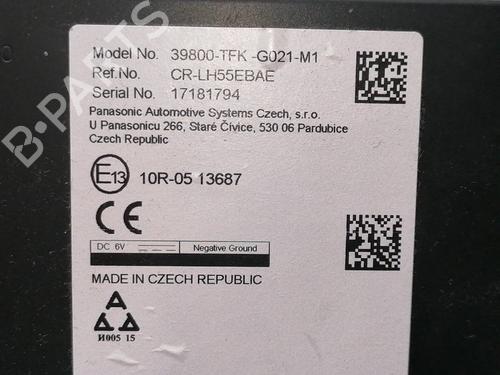 Model No. 39800-TFK -G021-M1
Ref.No. CR-LH55EBAE
Serial No. 17181794
Panasonic Automotive Systems Czech, s.r.o.
U Panasonicu 266, Staré Čívice, 530 06 Pardubice
Czech Republic
E13 10R-05 13687
CE
DC 6V Negative Ground
MADE IN CZECH REPUBLIC
И005 15
B-PARTS